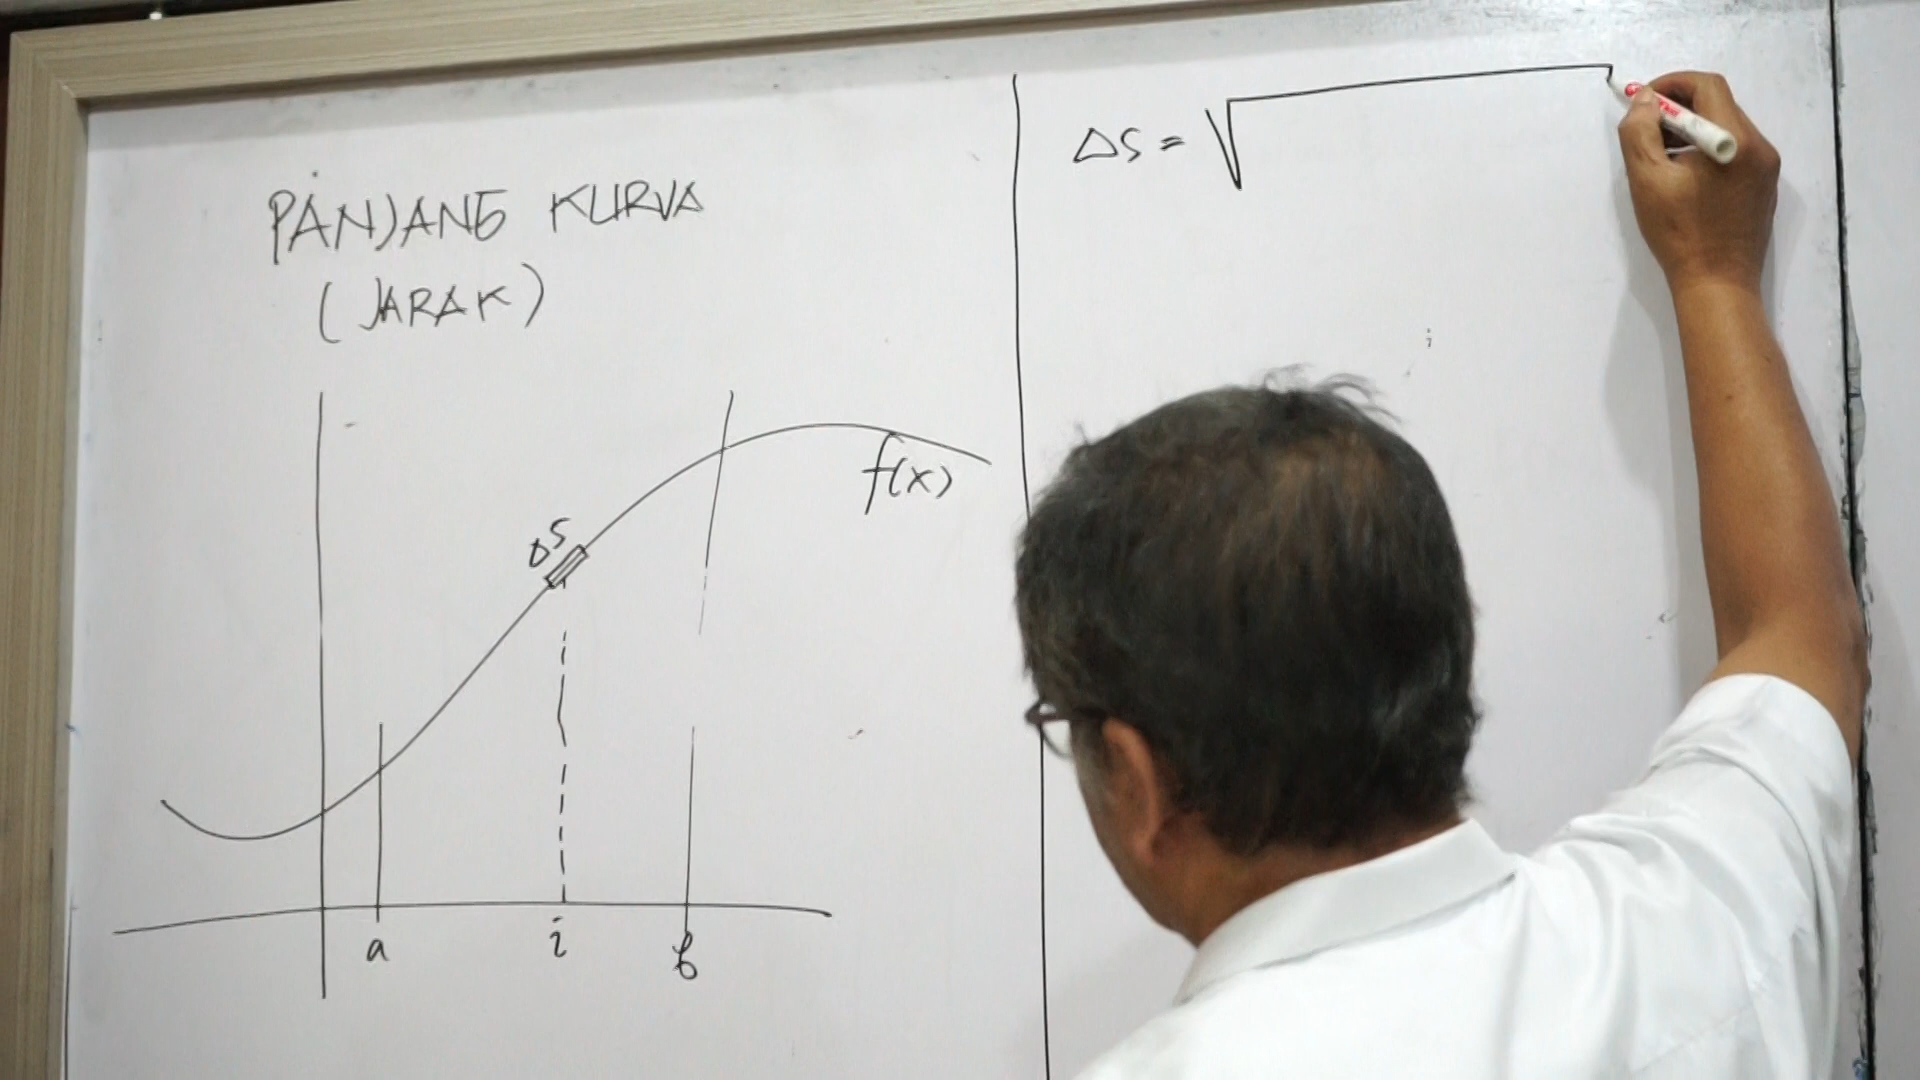 PANJANG KURVA
(JARAK)
f(x)
ΔS
a i b
ΔS = √